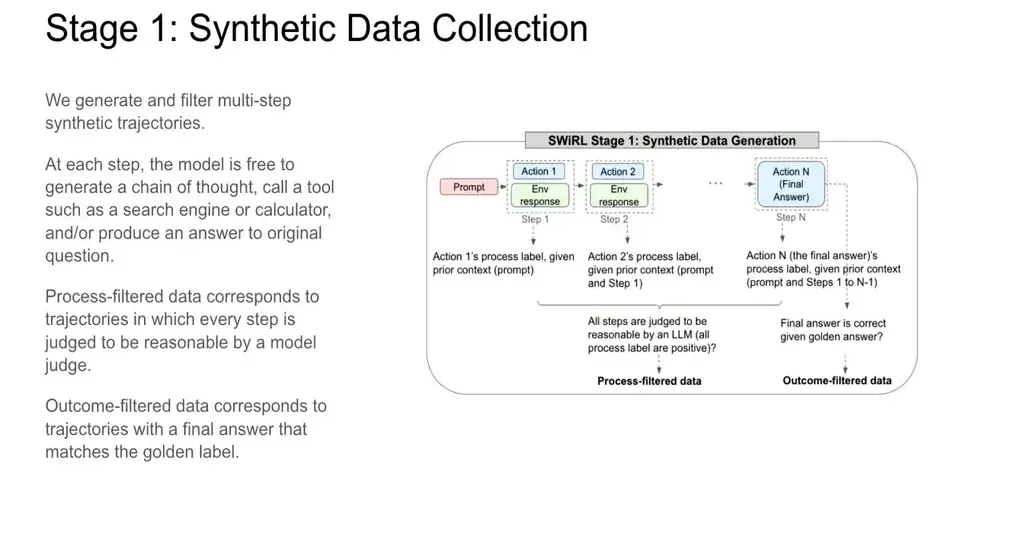 Stage 1: Synthetic Data Collection
We generate and filter multi-step
synthetic trajectories.
At each step, the model is free to
generate a chain of thought, call a tool
such as a search engine or calculator,
and/or produce an answer to original
question.
Process-filtered data corresponds to
trajectories in which every step is
judged to be reasonable by a model
judge.
Outcome-filtered data corresponds to
trajectories with a final answer that
matches the golden label.
SWiRL Stage 1: Synthetic Data Generation
Prompt
Action 1
Env
response
Step 1
Action 2
Env
response
Step 2
...
Action N
(Final
Answer)
Step N
Action 1's process label, given
prior context (prompt)
Action 2's process label,
given prior context (prompt
and Step 1)
Action N (the final answer)'s
process label, given prior context
(prompt and Steps 1 to N-1)
All steps are judged to be
reasonable by an LLM (all
process label are positive)?
Final answer is correct
given golden answer?
Process-filtered data
Outcome-filtered data